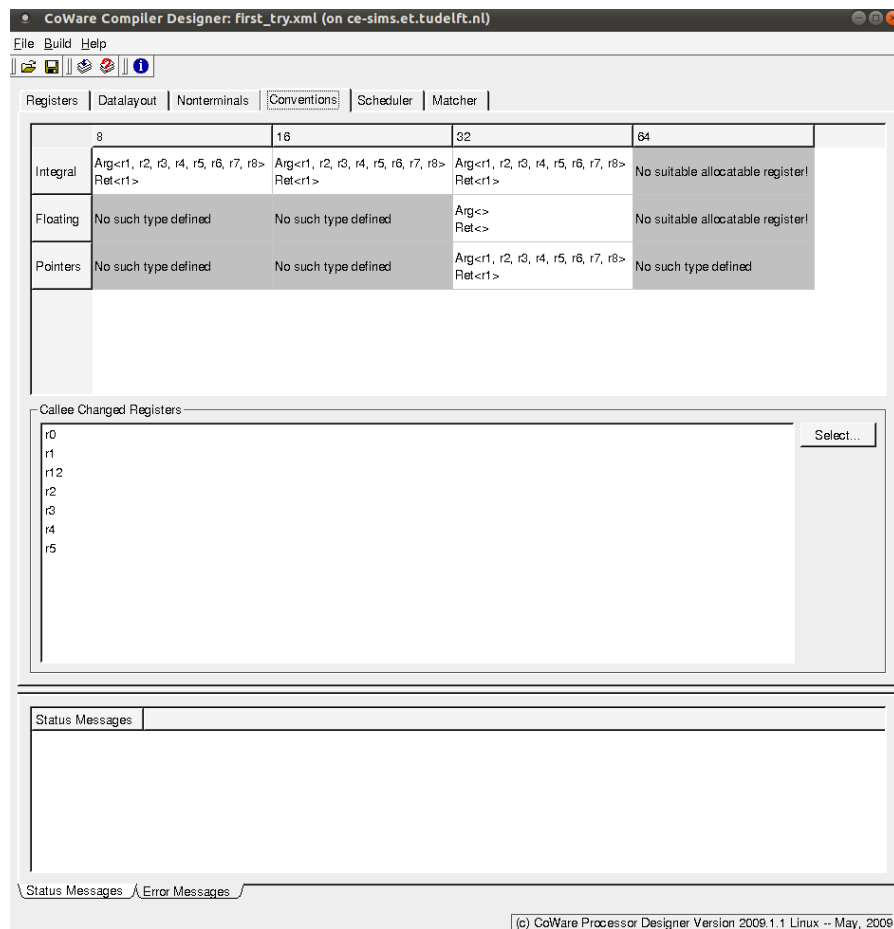 CoWare Compiler Designer: first_try.xml (on ce-sims.et.tudelft.nl)
File Build Help
Registers Datalayout Nonterminals Conventions Scheduler Matcher
8 16 32 64
Integral Arg<r1, r2, r3, r4, r5, r6, r7, r8> Arg<r1, r2, r3, r4, r5, r6, r7, r8> Arg<r1, r2, r3, r4, r5, r6, r7, r8> No suitable allocatable register!
Ret<r1> Ret<r1> Ret<r1>
Floating No such type defined No such type defined Arg<> No suitable allocatable register!
Ret<>
Pointers No such type defined No such type defined Arg<r1, r2, r3, r4, r5, r6, r7, r8> No such type defined
Ret<r1>
Callee Changed Registers
r0 Select...
r1
r12
r2
r3
r4
r5
Status Messages
Status Messages Error Messages
(c) CoWare Processor Designer Version 2009.1.1 Linux -- May, 2009